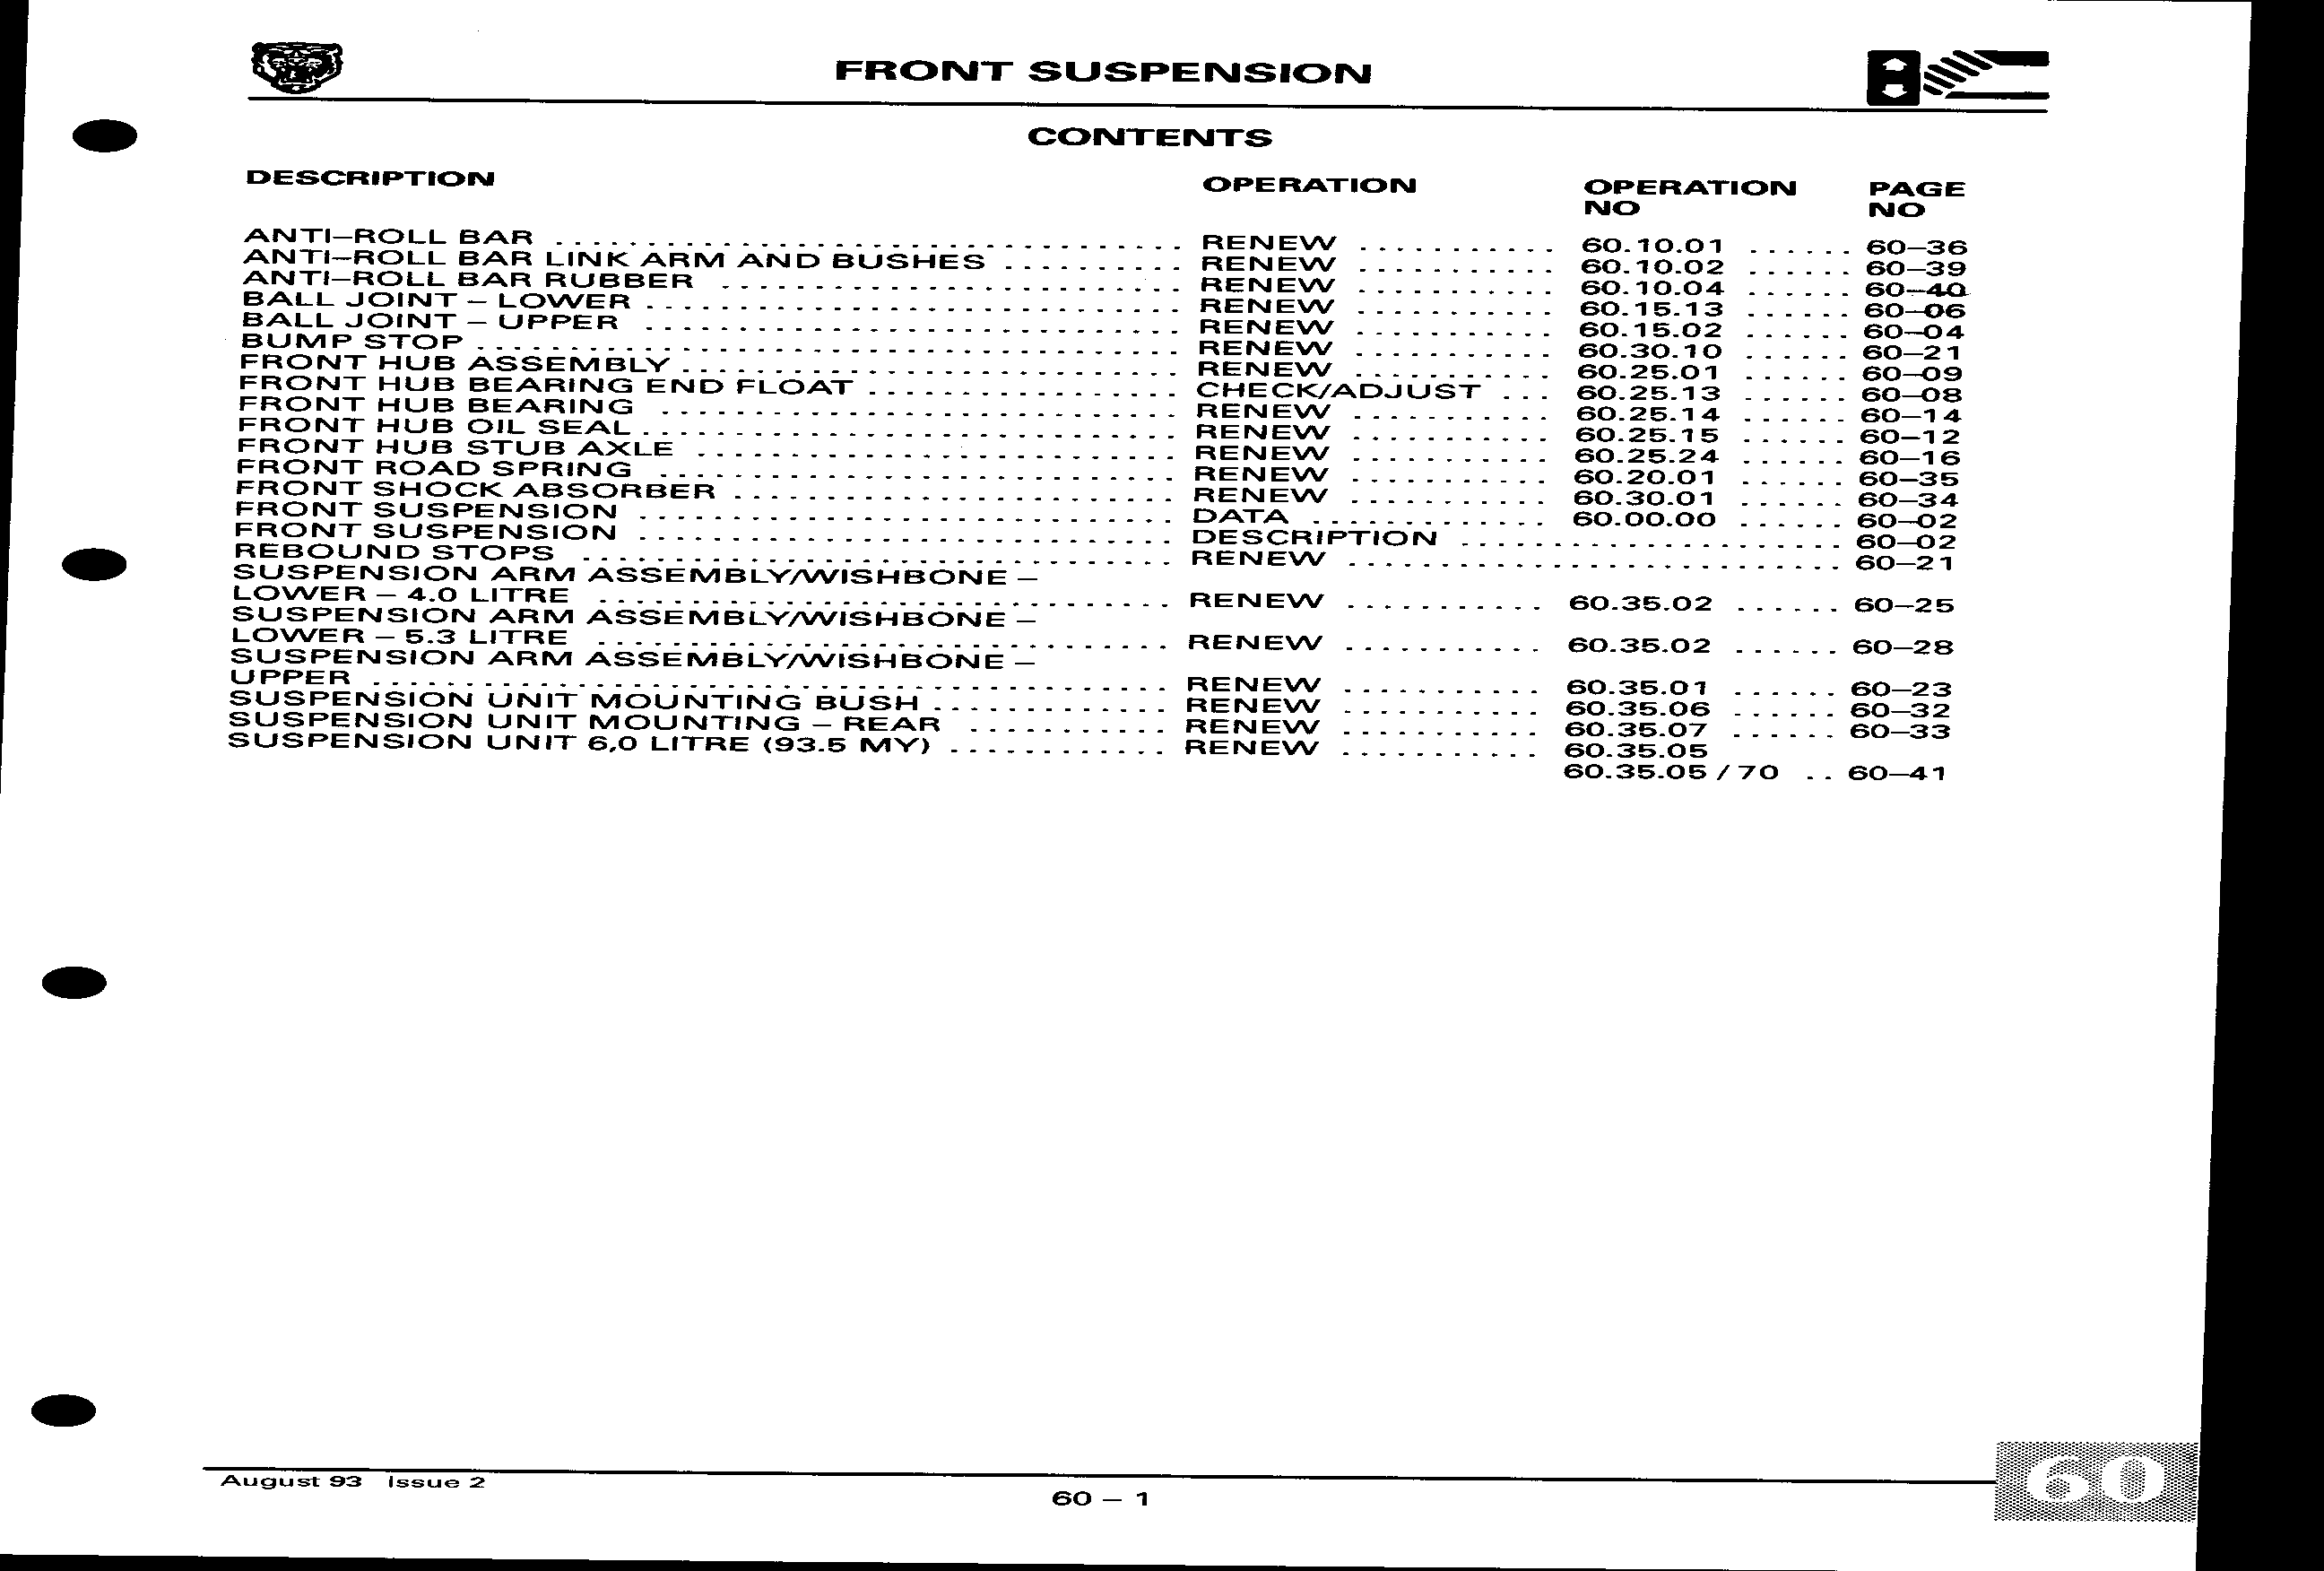 FRONT SUSPENSION
CONTENTS
DESCRIPTION OPERATION OPERATION NO PAGE NO
ANTI–ROLL BAR .................................. RENEW ........... 60.10.01 ...... 60–36
ANTI–ROLL BAR LINK ARM AND BUSHES .......... RENEW ........... 60.10.02 ...... 60–39
ANTI–ROLL BAR RUBBER ......................... RENEW ........... 60.10.04 ...... 60–40
BALL JOINT – LOWER ............................. RENEW ........... 60.15.13 ...... 60–06
BALL JOINT – UPPER ............................. RENEW ........... 60.15.02 ...... 60–04
BUMP STOP ...................................... RENEW ........... 60.30.10 ...... 60–21
FRONT HUB ASSEMBLY ........................... RENEW ........... 60.25.01 ...... 60–09
FRONT HUB BEARING END FLOAT ................. CHECK/ADJUST ... 60.25.13 ...... 60–08
FRONT HUB BEARING ............................ RENEW ........... 60.25.14 ...... 60–14
FRONT HUB OIL SEAL ............................. RENEW ........... 60.25.15 ...... 60–12
FRONT HUB STUB AXLE .......................... RENEW ........... 60.25.24 ...... 60–16
FRONT ROAD SPRING ............................ RENEW ........... 60.20.01 ...... 60–35
FRONT SHOCK ABSORBER ........................ RENEW ........... 60.30.01 ...... 60–34
FRONT SUSPENSION ............................. DATA ............. 60.00.00 ...... 60–02
FRONT SUSPENSION ............................. DESCRIPTION ..................... 60–02
REBOUND STOPS ................................ RENEW ........................... 60–21
SUSPENSION ARM ASSEMBLY/WISHBONE –
LOWER – 4.0 LITRE ............................... RENEW ........... 60.35.02 ...... 60–25
SUSPENSION ARM ASSEMBLY/WISHBONE –
LOWER – 5.3 LITRE ............................... RENEW ........... 60.35.02 ...... 60–28
SUSPENSION ARM ASSEMBLY/WISHBONE –
UPPER ........................................... RENEW ........... 60.35.01 ...... 60–23
SUSPENSION UNIT MOUNTING BUSH ............. RENEW ........... 60.35.06 ...... 60–32
SUSPENSION UNIT MOUNTING – REAR ........... RENEW ........... 60.35.07 ...... 60–33
SUSPENSION UNIT 6,0 LITRE (93.5 MY) ............ RENEW ........... 60.35.05
60.35.05 / 70 .. 60–41
August 93 Issue 2
60 – 1
60